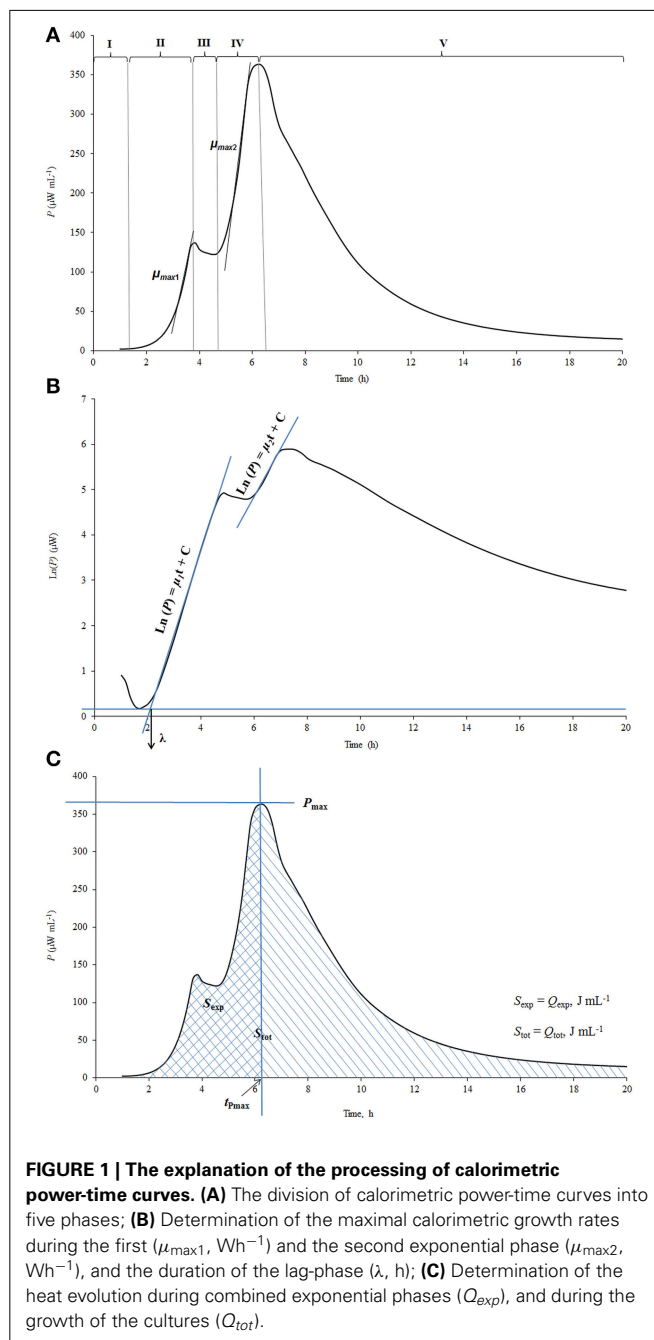 A
I II III IV V
400
350
300
250
200
150
100
50
0
P (µW mL-1)
μmax1
μmax2
0 2 4 6 8 10 12 14 16 18 20
Time (h)
B
7
6
5
4
3
2
1
0
Ln(P) (µW)
Ln (P) = μ1t + C
Ln (P) = μ2t + C
0 2 4 6 8 10 12 14 16 18 20
λ
Time (h)
C
400
350
300
250
200
150
100
50
0
P (µW mL-1)
Pmax
Sexp
Stot
Sexp = Qexp, J mL-1
Stot = Qtot, J mL-1
0 2 4 6 8 10 12 14 16 18 20
tPmax
Time, h
FIGURE 1 | The explanation of the processing of calorimetric
power-time curves. (A) The division of calorimetric power-time curves into
five phases; (B) Determination of the maximal calorimetric growth rates
during the first (μmax1, Wh−1) and the second exponential phase (μmax2,
Wh−1), and the duration of the lag-phase (λ, h); (C) Determination of the
heat evolution during combined exponential phases (Qexp), and during the
growth of the cultures (Qtot).